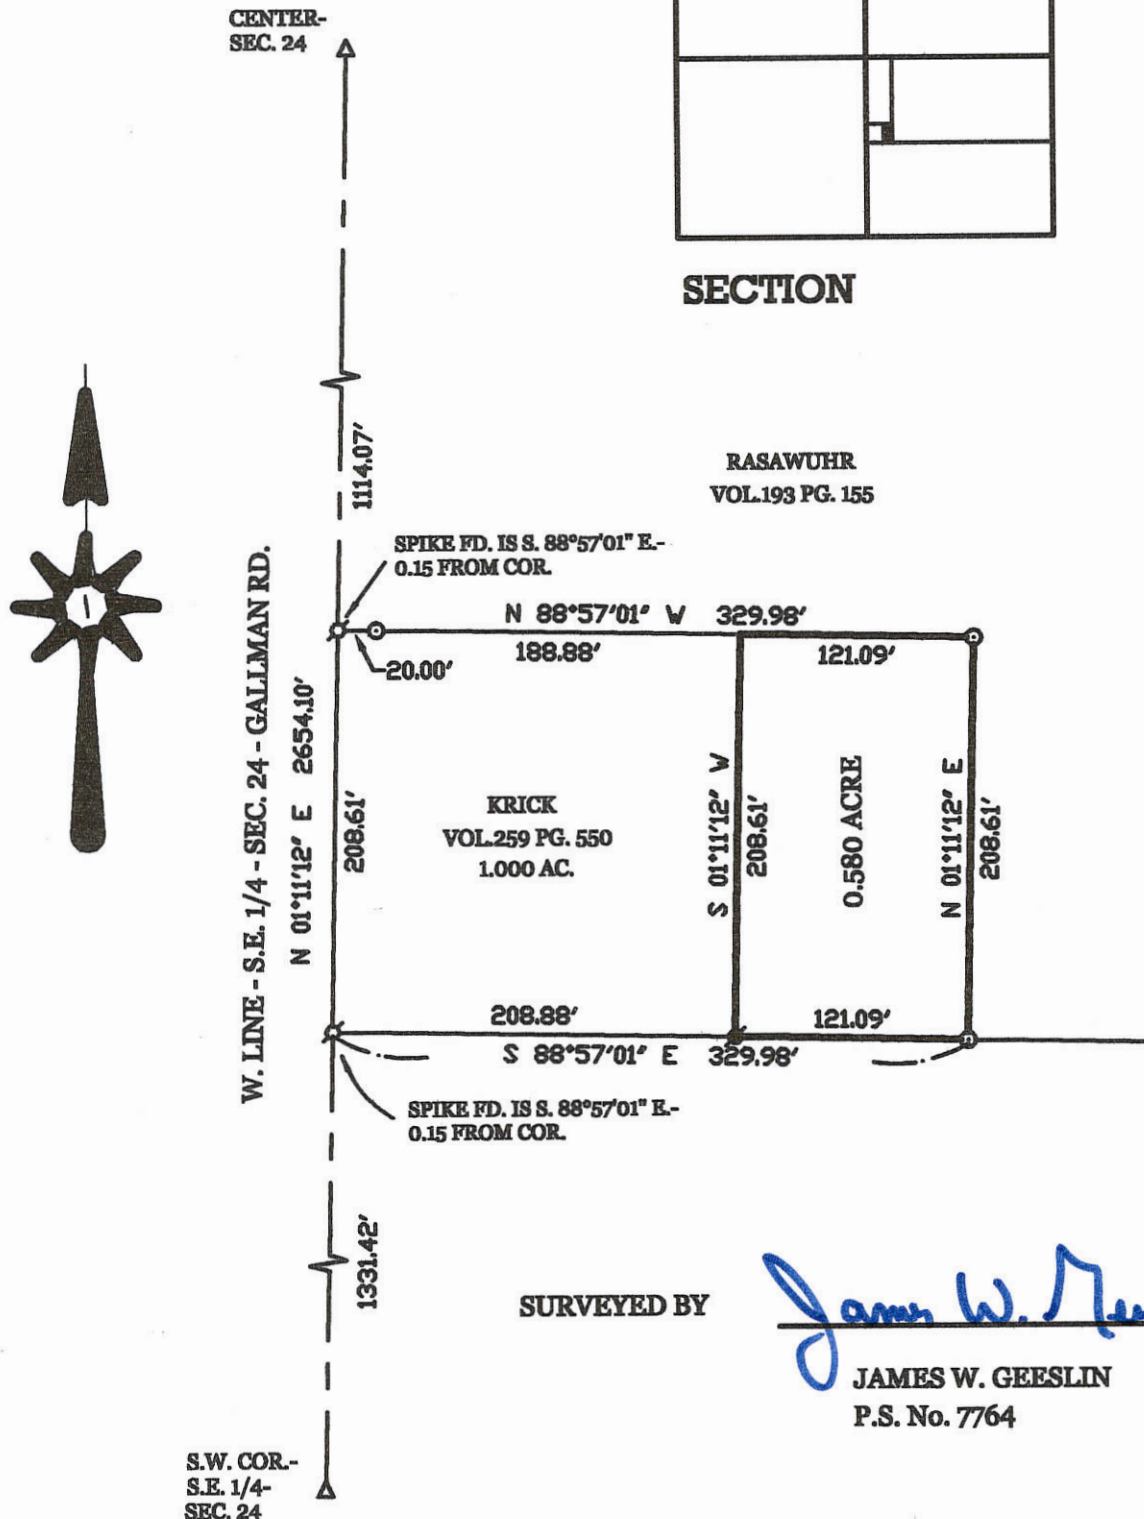 CENTER-
SEC. 24
SECTION
1114.07'
RASAWUHR
VOL.193 PG. 155
SPIKE FD. IS S. 88°57'01" E.-
0.15 FROM COR.
N 88°57'01" W 329.98'
188.88'
121.09'
20.00'
W. LINE - S.E. 1/4 - SEC. 24 - GALLMAN RD.
N 01°11'12" E 2654.10'
208.61'
KRICK
VOL.259 PG. 550
1.000 AC.
S 01°11'12" W
208.61'
0.580 ACRE
N 01°11'12" E
208.61'
208.88'
121.09'
S 88°57'01" E 329.98'
SPIKE FD. IS S. 88°57'01" E.-
0.15 FROM COR.
1331.42'
SURVEYED BY
James W.
JAMES W. GEESLIN
P.S. No. 7764
S.W. COR.-
S.E. 1/4-
SEC. 24